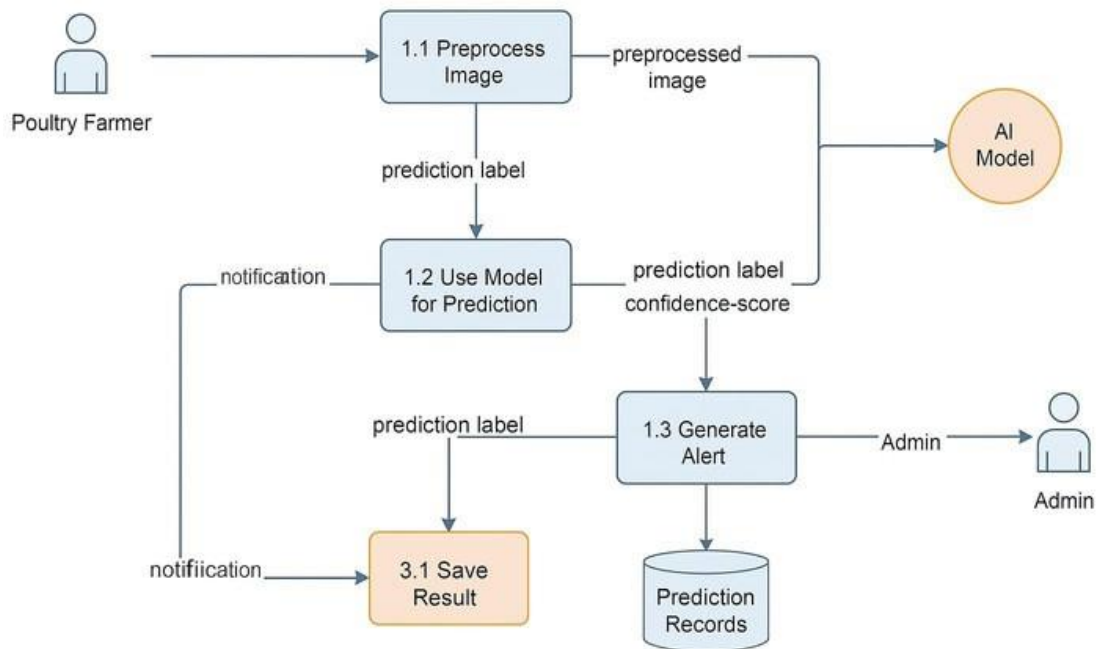 1.1 Preprocess
Image
preprocessed
image
Poultry Farmer
AI
Model
prediction label
1.2 Use Model
for Prediction
notification
prediction label
confidence-score
prediction label
1.3 Generate
Alert
Admin
Admin
notifiication
3.1 Save
Result
Prediction
Records